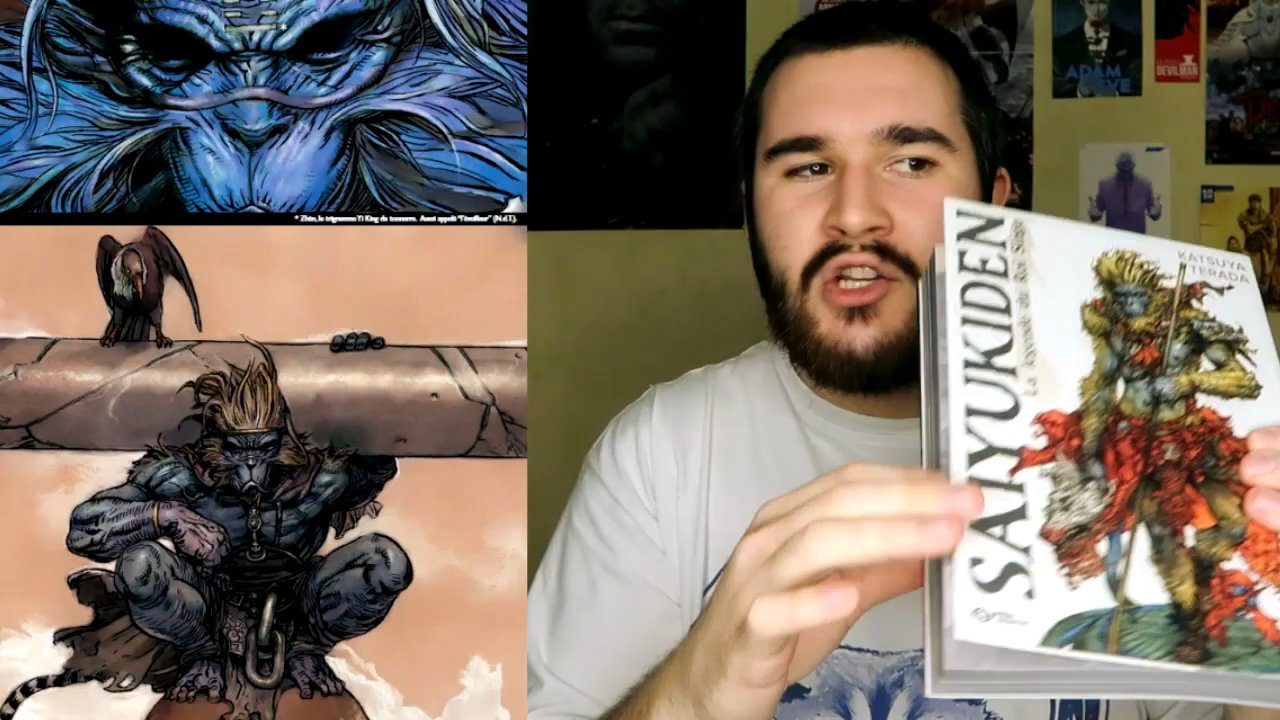 * Zhèn, le trigramme Yi King du tonnerre. Aussi appelé "l'éveilleur" (N.d.T.).
SAIYUKIDEN
La Légende du Roi Singe
KATSUYA
TERADA
ADAM
DEVILMAN